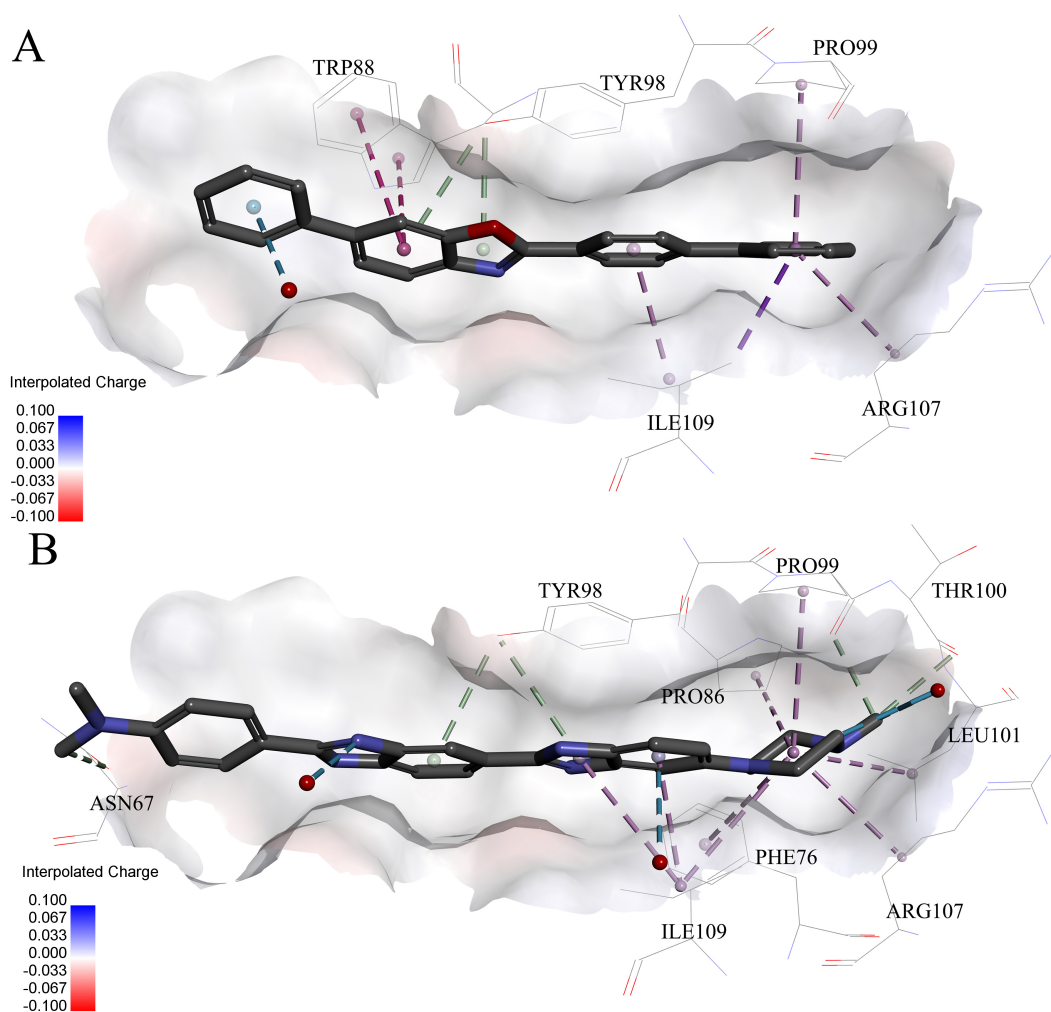 A
TRP88
TYR98
PRO99
Interpolated Charge
0.100
0.067
0.033
0.000
-0.033
-0.067
-0.100
ILE109
ARG107
B
TYR98
PRO99
THR100
PRO86
LEU101
ASN67
PHE76
Interpolated Charge
0.100
0.067
0.033
0.000
-0.033
-0.067
-0.100
ILE109
ARG107